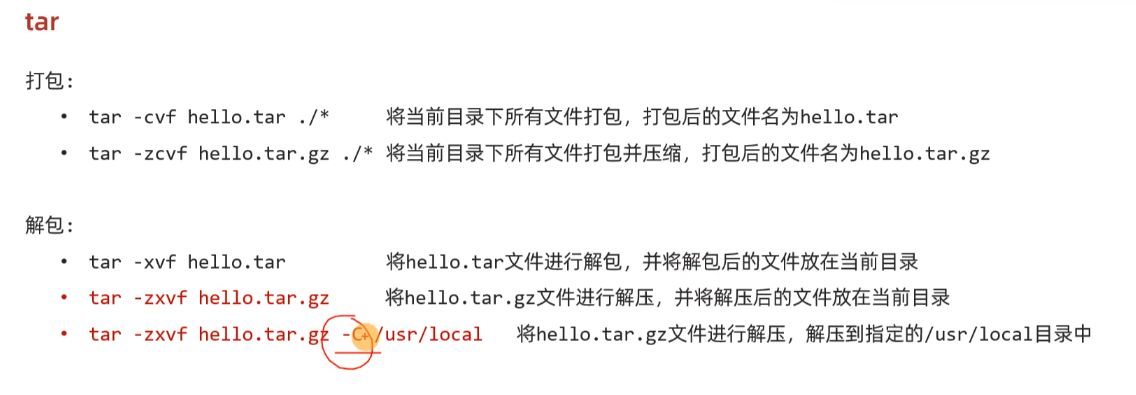 tar
打包：
• tar -cvf hello.tar ./* 将当前目录下所有文件打包，打包后的文件名为hello.tar
• tar -zcvf hello.tar.gz ./* 将当前目录下所有文件打包并压缩，打包后的文件名为hello.tar.gz
解包：
• tar -xvf hello.tar 将hello.tar文件进行解包，并将解包后的文件放在当前目录
• tar -zxvf hello.tar.gz 将hello.tar.gz文件进行解压，并将解压后的文件放在当前目录
• tar -zxvf hello.tar.gz -C /usr/local 将hello.tar.gz文件进行解压，解压到指定的/usr/local目录中